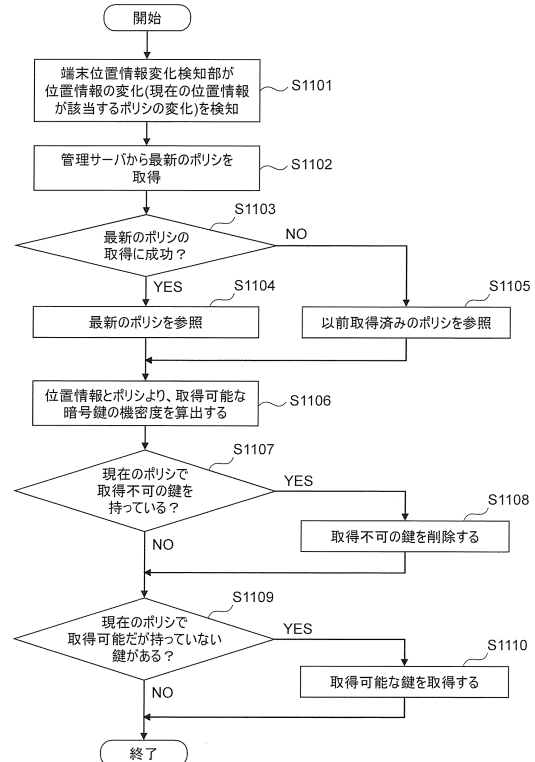 開始
端末位置情報変化検知部が
位置情報の変化(現在の位置情報
が該当するポリシの変化)を検知
S1101
管理サーバから最新のポリシを
取得
S1102
S1103
最新のポリシの
取得に成功？
NO
YES
S1104
最新のポリシを参照
S1105
以前取得済みのポリシを参照
位置情報とポリシより、取得可能な
暗号鍵の機密度を算出する
S1106
S1107
現在のポリシで
取得不可の鍵を
持っている？
YES
NO
S1108
取得不可の鍵を削除する
S1109
現在のポリシで
取得可能だが持っていない
鍵がある？
YES
NO
S1110
取得可能な鍵を取得する
終了